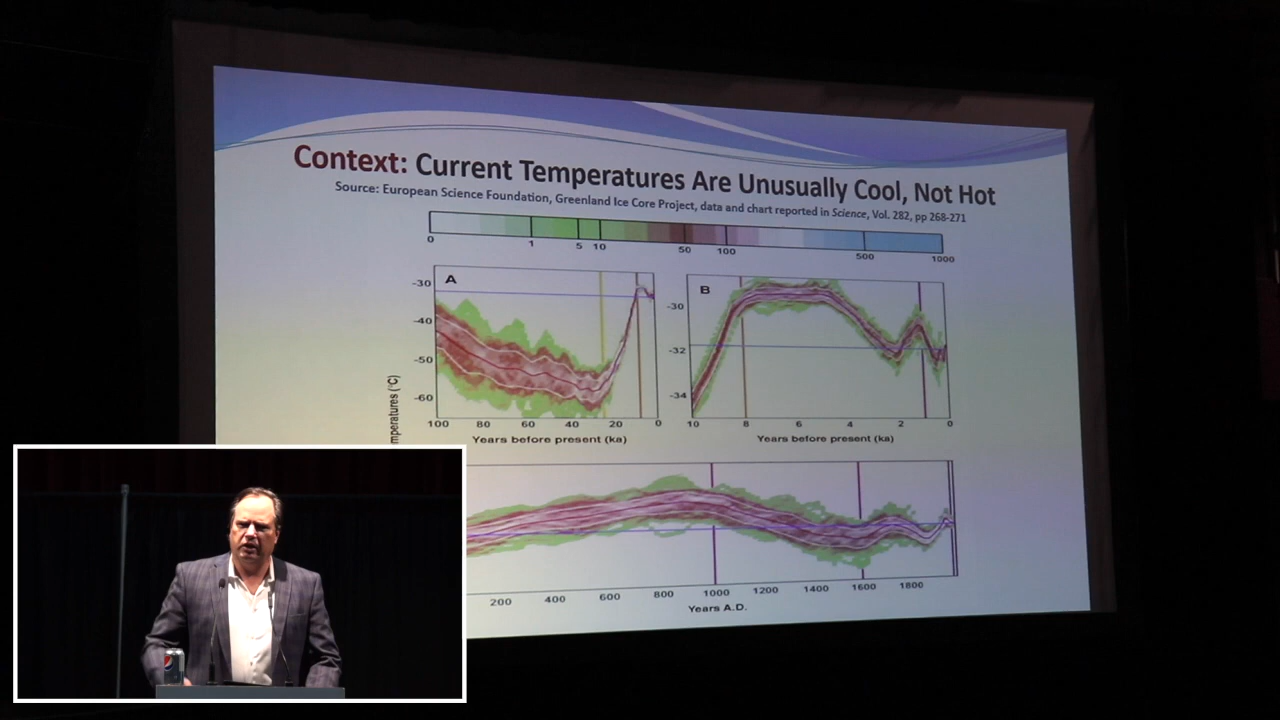 Context: Current Temperatures Are Unusually Cool, Not Hot
Source: European Science Foundation, Greenland Ice Core Project, data and chart reported in Science, Vol. 282, pp 268-271
0 1 5 10 50 100 500 1000
A
-30
-40
-50
-60
100 80 60 40 20 0
Years before present (ka)
B
-30
-32
-34
10 8 6 4 2 0
Years before present (ka)
mperatures (°C)
200 400 600 800 1000 1200 1400 1600 1800
Years A.D.